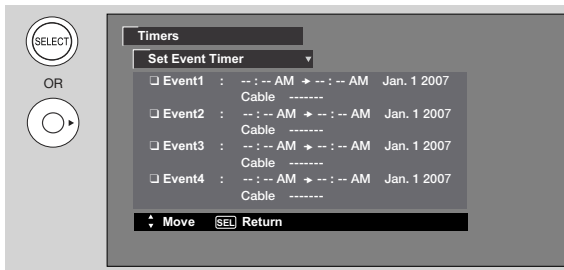 SELECT
OR
Timers
Set Event Timer ▼
❏ Event1 : -- : -- AM ➔ -- : -- AM Jan. 1 2007
Cable -------
❏ Event2 : -- : -- AM ➔ -- : -- AM Jan. 1 2007
Cable -------
❏ Event3 : -- : -- AM ➔ -- : -- AM Jan. 1 2007
Cable -------
❏ Event4 : -- : -- AM ➔ -- : -- AM Jan. 1 2007
Cable -------
Move SEL Return